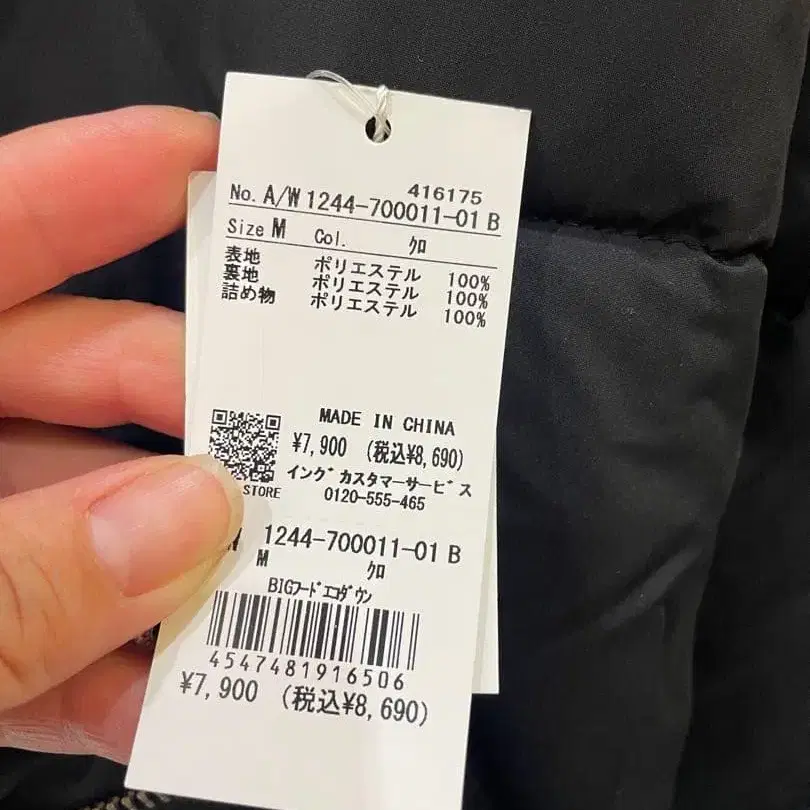 416175
No. A/W 1244-700011-01 B
Size M Col. ｸﾛ
表地 ポリエステル 100%
裏地 ポリエステル 100%
詰め物 ポリエステル 100%
MADE IN CHINA
¥7,900 (税込¥8,690)
イングﾞカスタマーサーピﾞス
STORE 0120-555-465
1244-700011-01 B
M ｸﾛ
BIGﾌｰﾄﾞｴｺﾀﾞｳﾝ
4547481916506
¥7,900 (税込¥8,690)